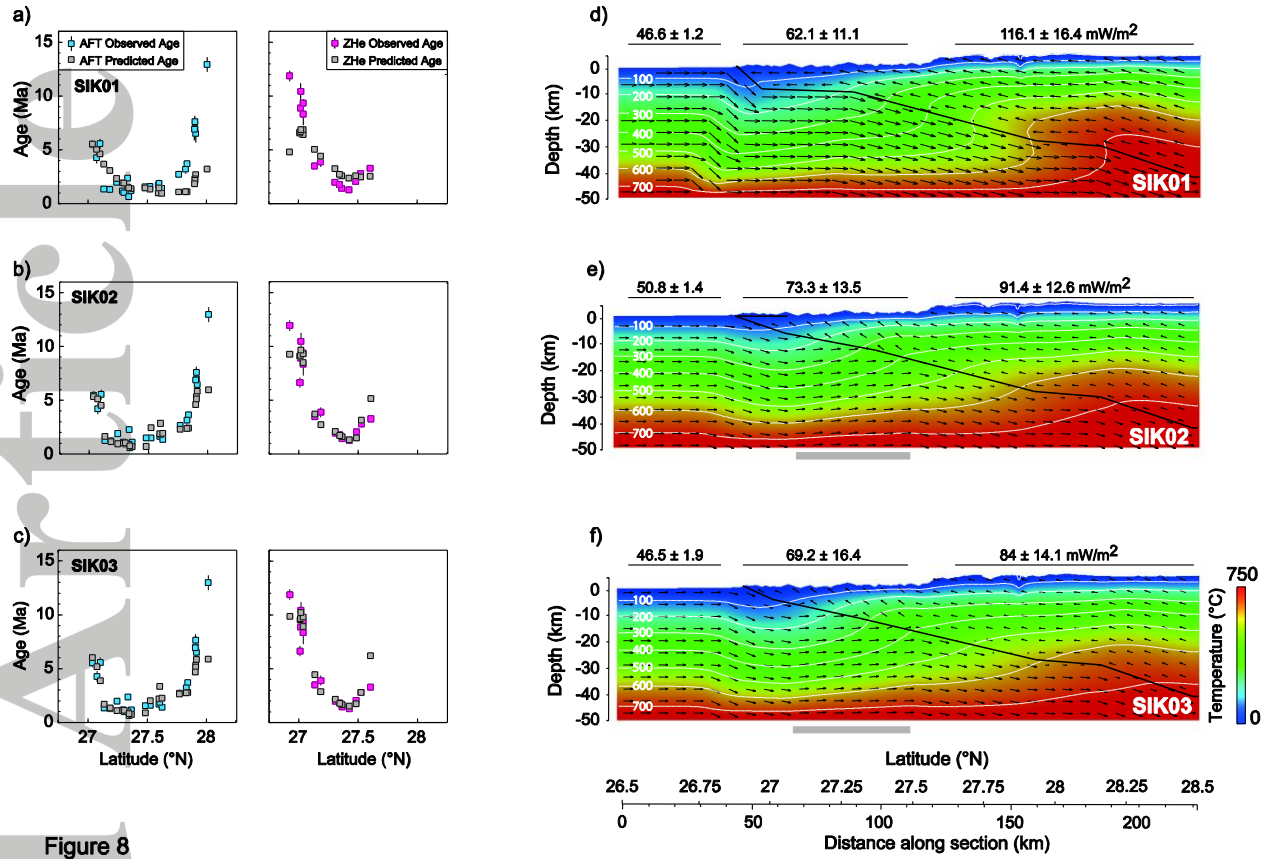 a)
15
10
5
0
Age (Ma)
AFT Observed Age
AFT Predicted Age
SIK01
ZHe Observed Age
ZHe Predicted Age
27
27.5
28
b)
15
10
5
0
Age (Ma)
SIK02
c)
15
10
5
0
Age (Ma)
SIK03
27 27.5 28
Latitude (°N)
27 27.5 28
Latitude (°N)
d)
46.6 ± 1.2 62.1 ± 11.1 116.1 ± 16.4 mW/m²
0
-10
-20
-30
-40
-50
Depth (km)
100
200
300
400
500
600
700
SIK01
e)
50.8 ± 1.4 73.3 ± 13.5 91.4 ± 12.6 mW/m²
0
-10
-20
-30
-40
-50
Depth (km)
100
200
300
400
500
600
700
SIK02
f)
46.5 ± 1.9 69.2 ± 16.4 84 ± 14.1 mW/m²
0
-10
-20
-30
-40
-50
Depth (km)
100
200
300
400
500
600
700
SIK03
750
0
Temperature (°C)
Latitude (°N)
26.5 26.75 27 27.25 27.5 27.75 28 28.25 28.5
0 50 100 150 200
Distance along section (km)
Figure 8
Article